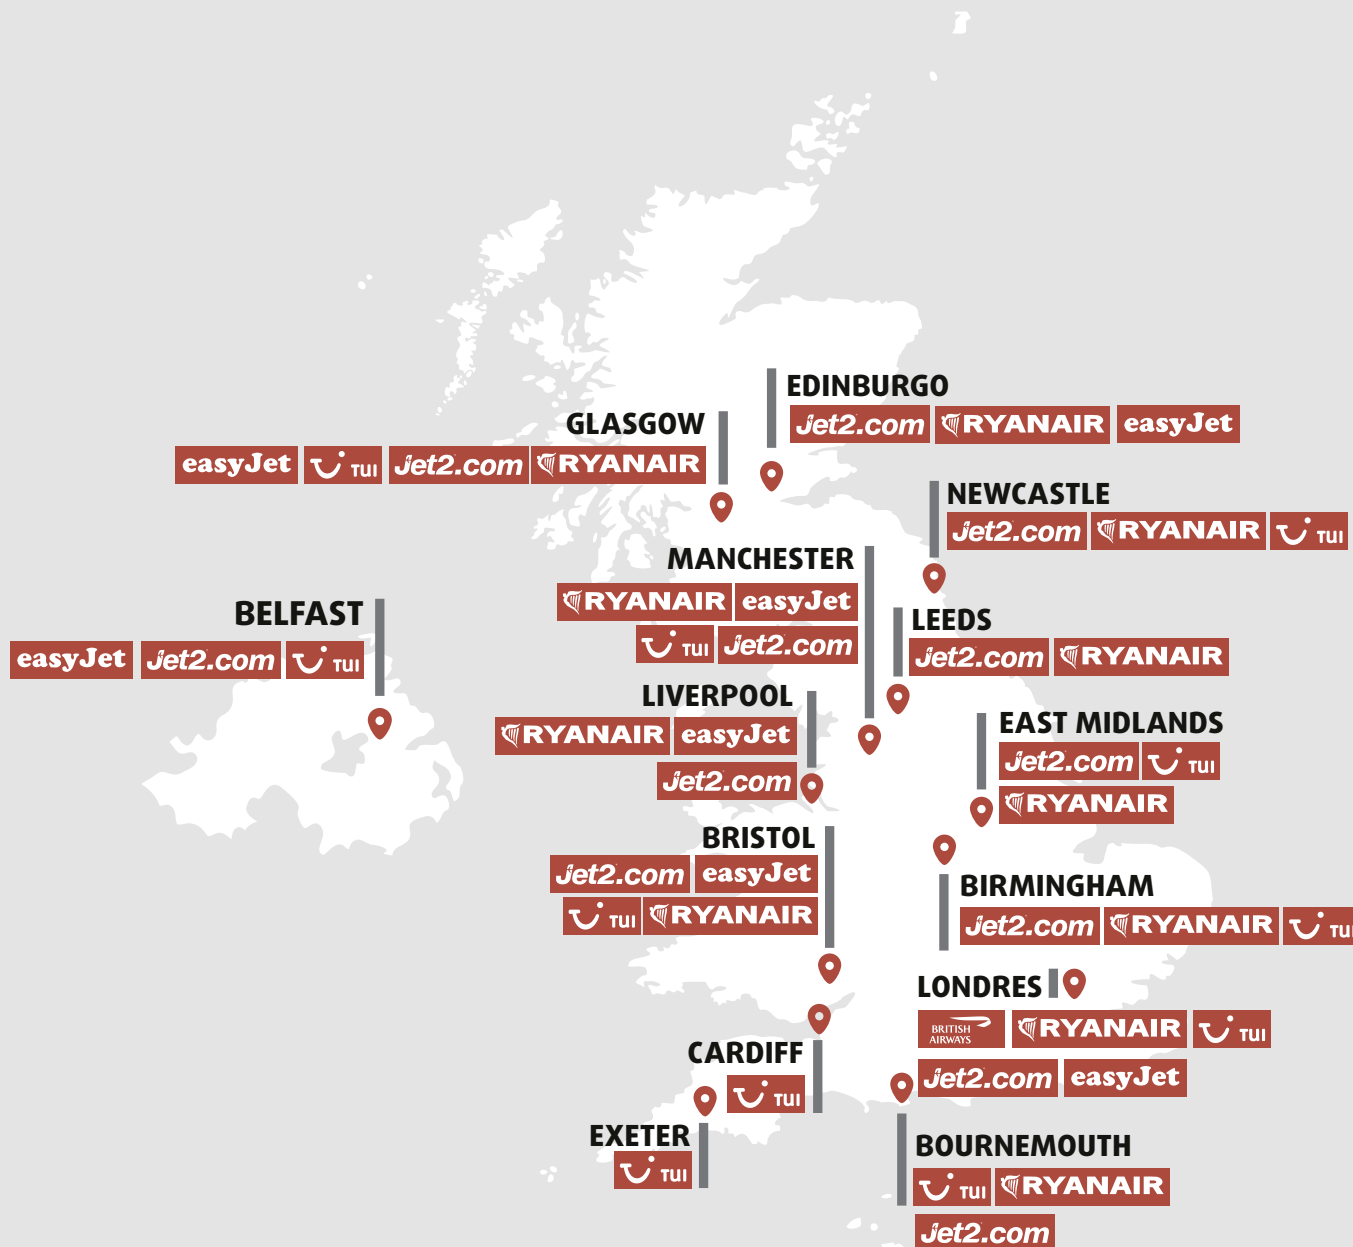 EDINBURGO
Jet2.com RYANAIR easyJet
GLASGOW
easyJet TUI Jet2.com RYANAIR
NEWCASTLE
Jet2.com RYANAIR TUI
MANCHESTER
RYANAIR easyJet
TUI Jet2.com
BELFAST
easyJet Jet2.com TUI
LEEDS
Jet2.com RYANAIR
LIVERPOOL
RYANAIR easyJet
Jet2.com
EAST MIDLANDS
Jet2.com TUI
RYANAIR
BRISTOL
Jet2.com easyJet
TUI RYANAIR
BIRMINGHAM
Jet2.com RYANAIR TUI
LONDRES
BRITISH AIRWAYS RYANAIR TUI
Jet2.com easyJet
CARDIFF
TUI
EXETER
TUI
BOURNEMOUTH
TUI RYANAIR
Jet2.com